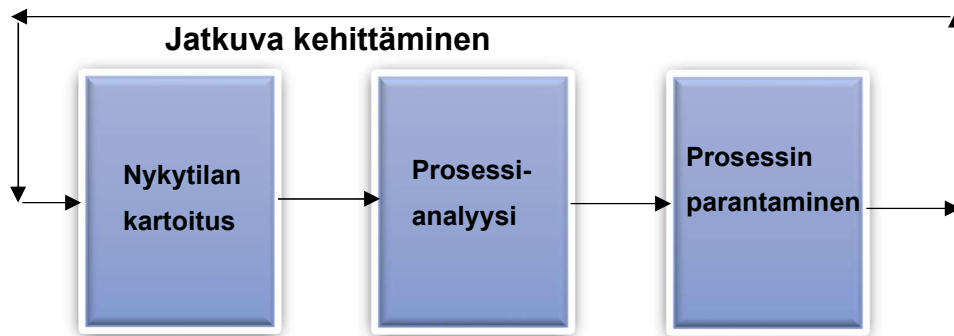 Jatkuva kehittäminen
Nykytilan
kartoitus
Prosessi-
analyysi
Prosessin
parantaminen